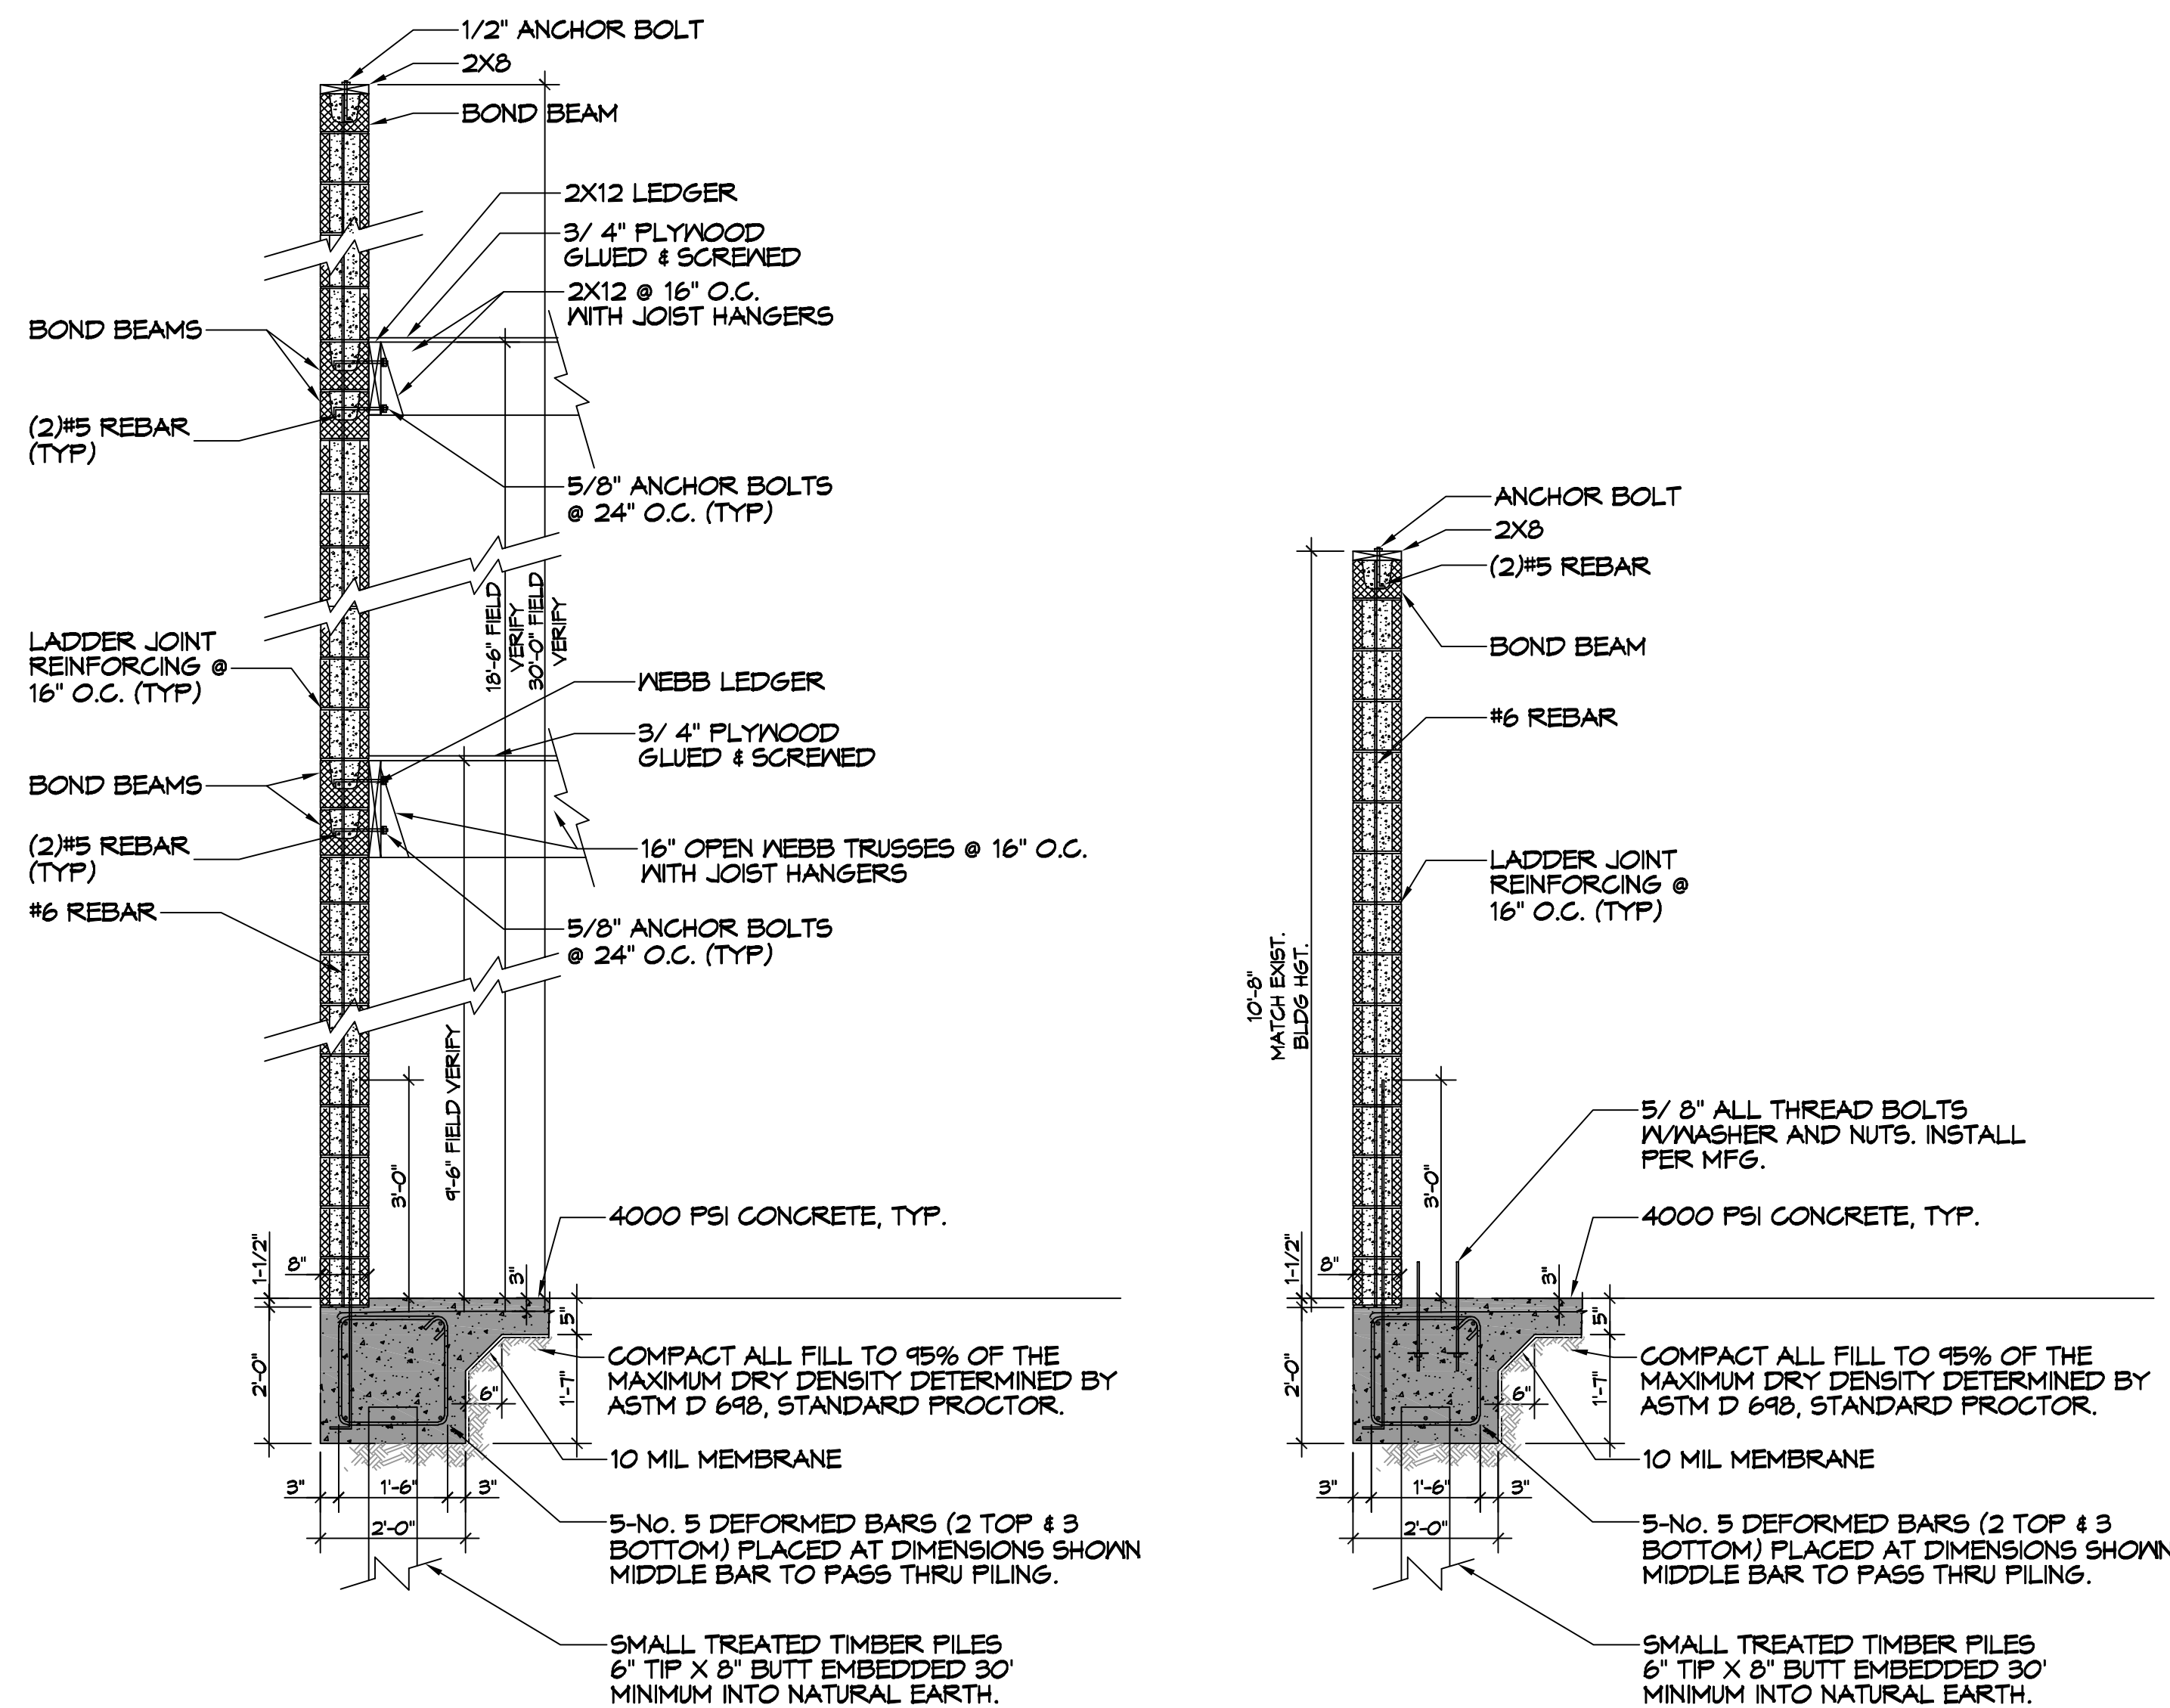 1/2" ANCHOR BOLT
2X8
BOND BEAM
2X12 LEDGER
3/ 4" PLYWOOD
GLUED & SCREWED
2X12 @ 16" O.C.
WITH JOIST HANGERS
BOND BEAMS
(2)#5 REBAR
(TYP)
5/8" ANCHOR BOLTS
@ 24" O.C. (TYP)
18'-6" FIELD
VERIFY
30'-0" FIELD
VERIFY
LADDER JOINT
REINFORCING @
16" O.C. (TYP)
WEBB LEDGER
3/ 4" PLYWOOD
GLUED & SCREWED
BOND BEAMS
(2)#5 REBAR
(TYP)
16" OPEN WEBB TRUSSES @ 16" O.C.
WITH JOIST HANGERS
#6 REBAR
5/8" ANCHOR BOLTS
@ 24" O.C. (TYP)
9'-6" FIELD VERIFY
3'-0"
4000 PSI CONCRETE, TYP.
1-1/2"
8"
3"
5"
2'-0"
6"
1'-7"
COMPACT ALL FILL TO 95% OF THE
MAXIMUM DRY DENSITY DETERMINED BY
ASTM D 698, STANDARD PROCTOR.
10 MIL MEMBRANE
3"
1'-6"
3"
2'-0"
5-No. 5 DEFORMED BARS (2 TOP & 3
BOTTOM) PLACED AT DIMENSIONS SHOWN
MIDDLE BAR TO PASS THRU PILING.
SMALL TREATED TIMBER PILES
6" TIP X 8" BUTT EMBEDDED 30'
MINIMUM INTO NATURAL EARTH.
ANCHOR BOLT
2X8
(2)#5 REBAR
BOND BEAM
#6 REBAR
LADDER JOINT
REINFORCING @
16" O.C. (TYP)
10'-8"
MATCH EXIST.
BLDG HGT.
5/ 8" ALL THREAD BOLTS
W/WASHER AND NUTS. INSTALL
PER MFG.
3'-0"
4000 PSI CONCRETE, TYP.
1-1/2"
8"
3"
5"
2'-0"
6"
1'-7"
COMPACT ALL FILL TO 95% OF THE
MAXIMUM DRY DENSITY DETERMINED BY
ASTM D 698, STANDARD PROCTOR.
10 MIL MEMBRANE
3"
1'-6"
3"
2'-0"
5-No. 5 DEFORMED BARS (2 TOP & 3
BOTTOM) PLACED AT DIMENSIONS SHOWN
MIDDLE BAR TO PASS THRU PILING.
SMALL TREATED TIMBER PILES
6" TIP X 8" BUTT EMBEDDED 30'
MINIMUM INTO NATURAL EARTH.